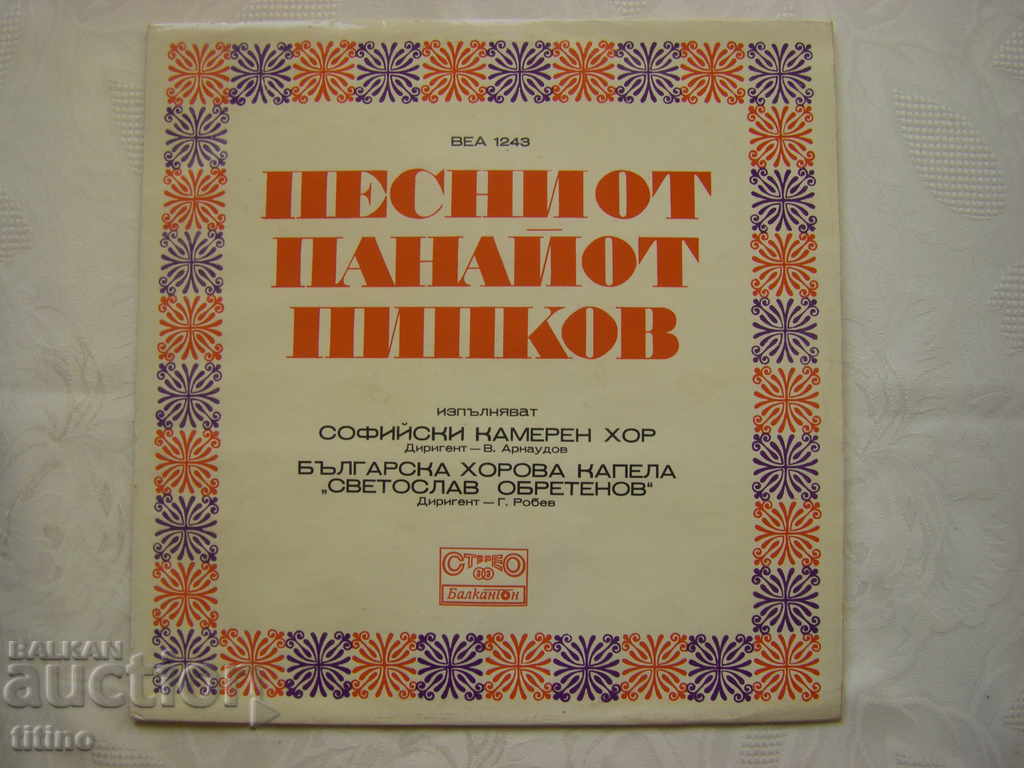 ВЕА 1243
ПЕСНИ ОТ
ПАНАЙОТ
ПИПКОВ
ИЗПЪЛНЯВАТ
СОФИЙСКИ КАМЕРЕН ХОР
Диригент – В. Арнаудов
БЪЛГАРСКА ХОРОВА КАПЕЛА
„СВЕТОСЛАВ ОБРЕТЕНОВ“
Диригент – Г. Робев
СТЕРЕО
Балкантон
BALKAN
auction
titino